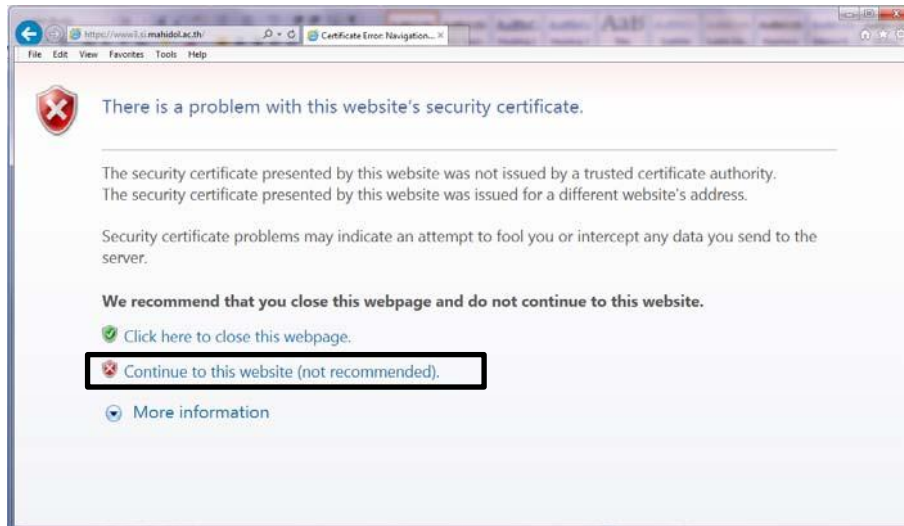 https://www3.si.mahidol.ac.th/
Certificate Error: Navigation...
File Edit View Favorites Tools Help
There is a problem with this website's security certificate.
The security certificate presented by this website was not issued by a trusted certificate authority.
The security certificate presented by this website was issued for a different website's address.
Security certificate problems may indicate an attempt to fool you or intercept any data you send to the
server.
We recommend that you close this webpage and do not continue to this website.
Click here to close this webpage.
Continue to this website (not recommended).
More information